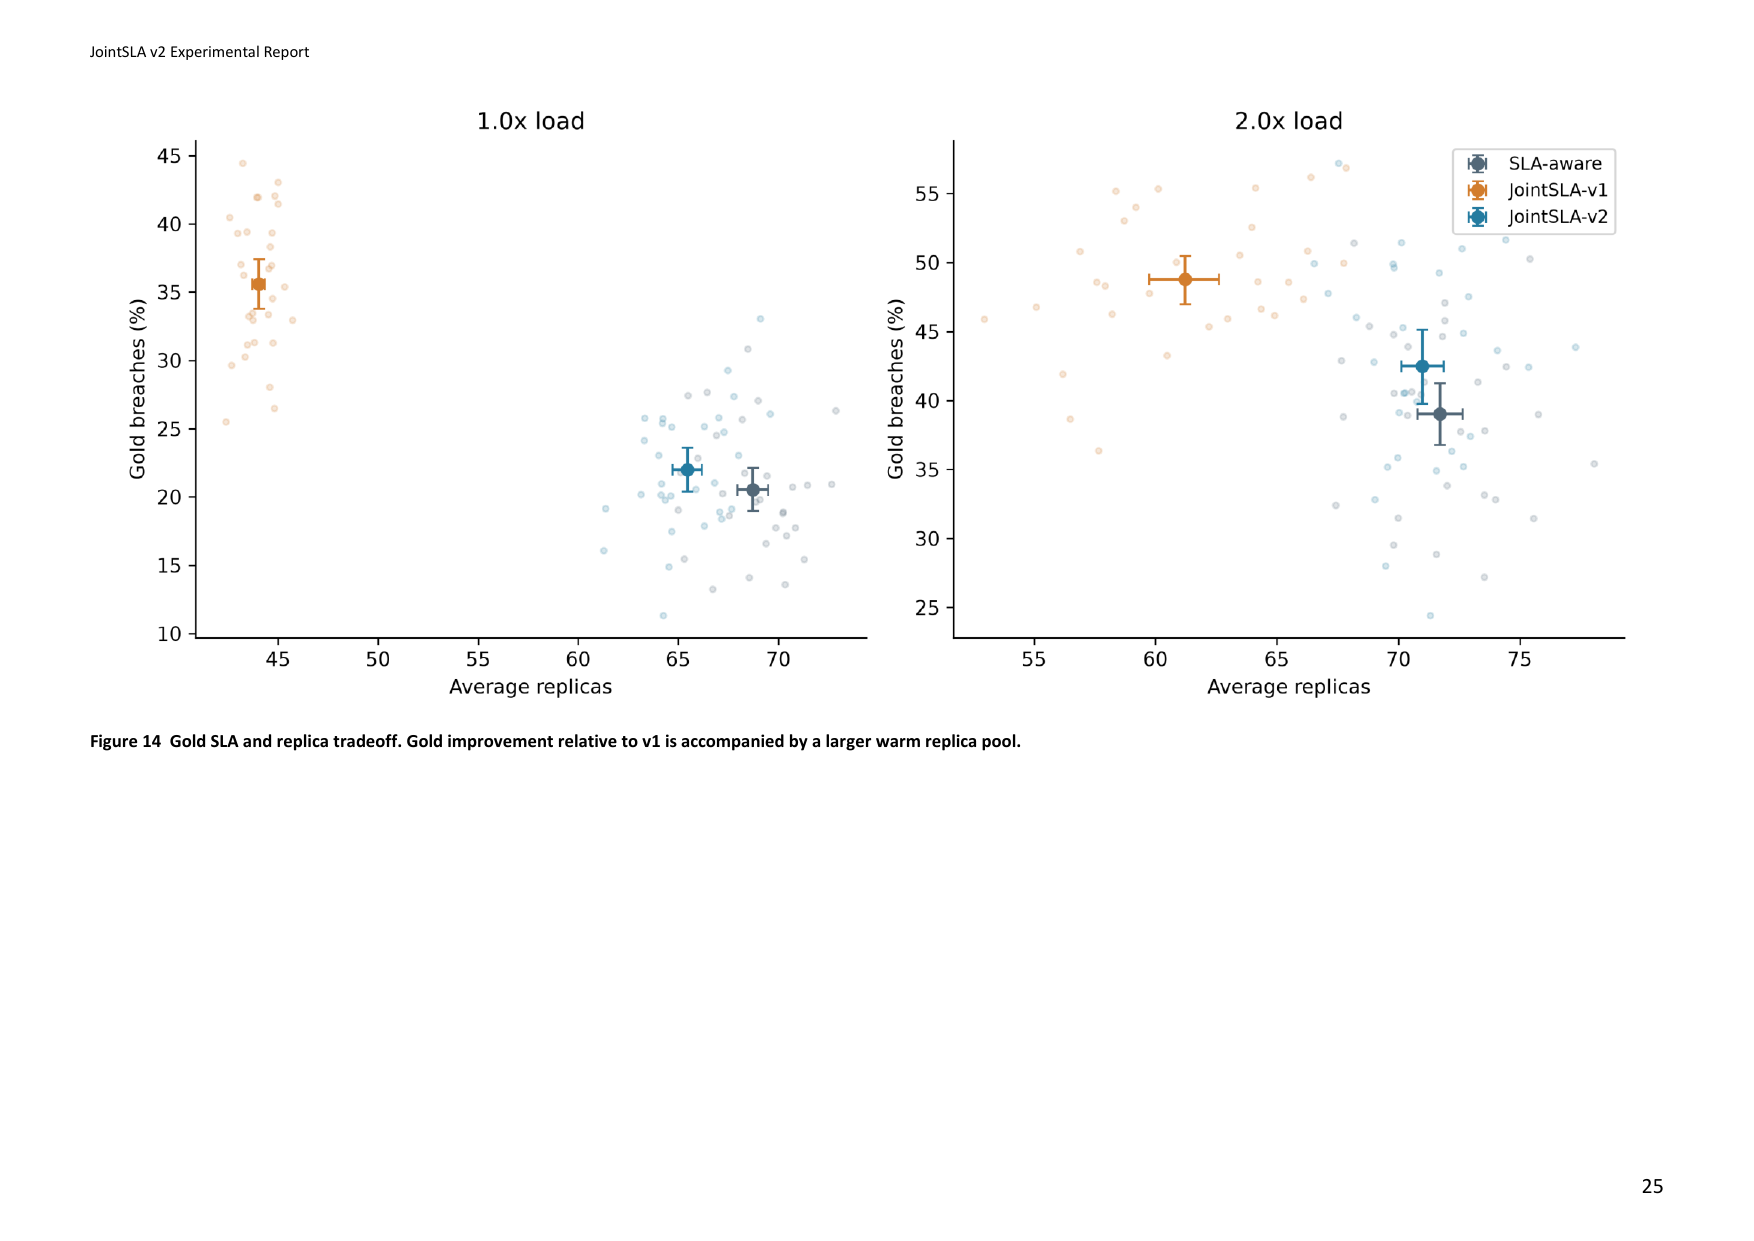 JointSLA v2 Experimental Report
1.0x load
45
40
35
30
25
20
15
10
Gold breaches (%)
45 50 55 60 65 70
Average replicas
2.0x load
SLA-aware
JointSLA-v1
JointSLA-v2
55
50
45
40
35
30
25
Gold breaches (%)
55 60 65 70 75
Average replicas
Figure 14 Gold SLA and replica tradeoff. Gold improvement relative to v1 is accompanied by a larger warm replica pool.
25